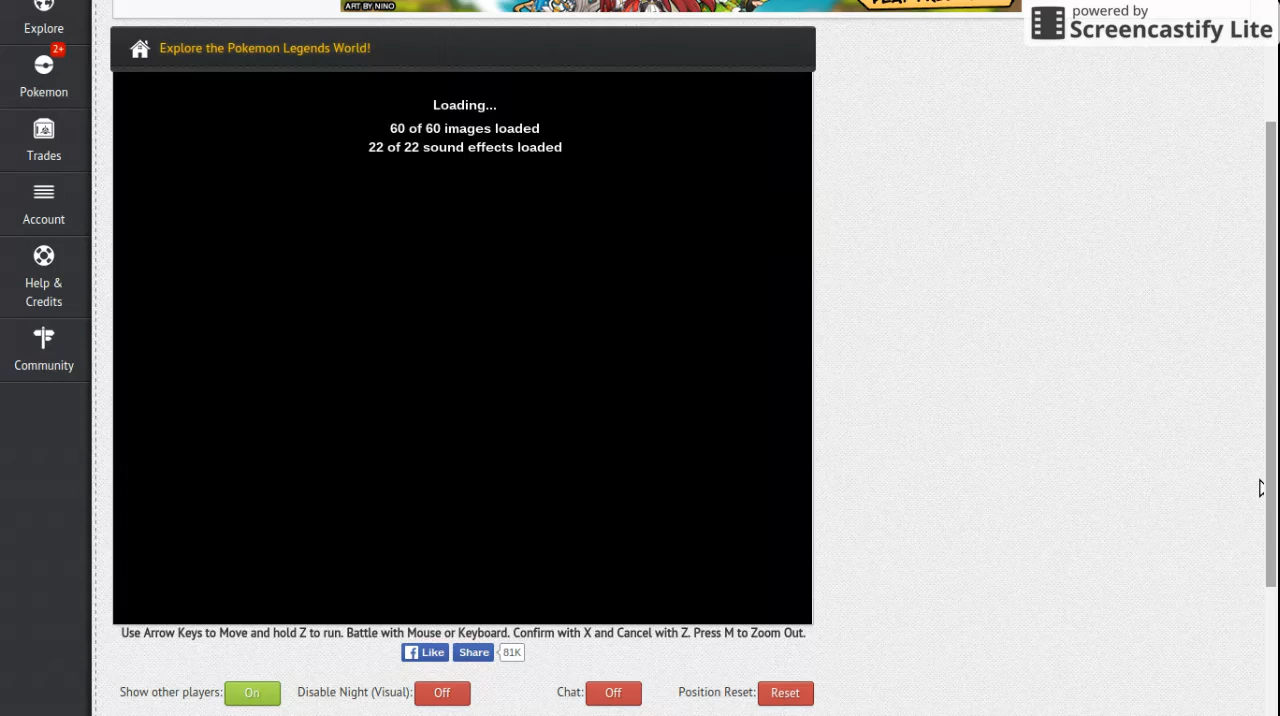 ART BY NINO
powered by
Screencastify Lite
Explore
Explore the Pokemon Legends World!
2+
Pokemon
Trades
Account
Help &
Credits
Community
Loading...
60 of 60 images loaded
22 of 22 sound effects loaded
Use Arrow Keys to Move and hold Z to run. Battle with Mouse or Keyboard. Confirm with X and Cancel with Z. Press M to Zoom Out.
Like Share 81K
Show other players: On Disable Night (Visual): Off Chat: Off Position Reset: Reset